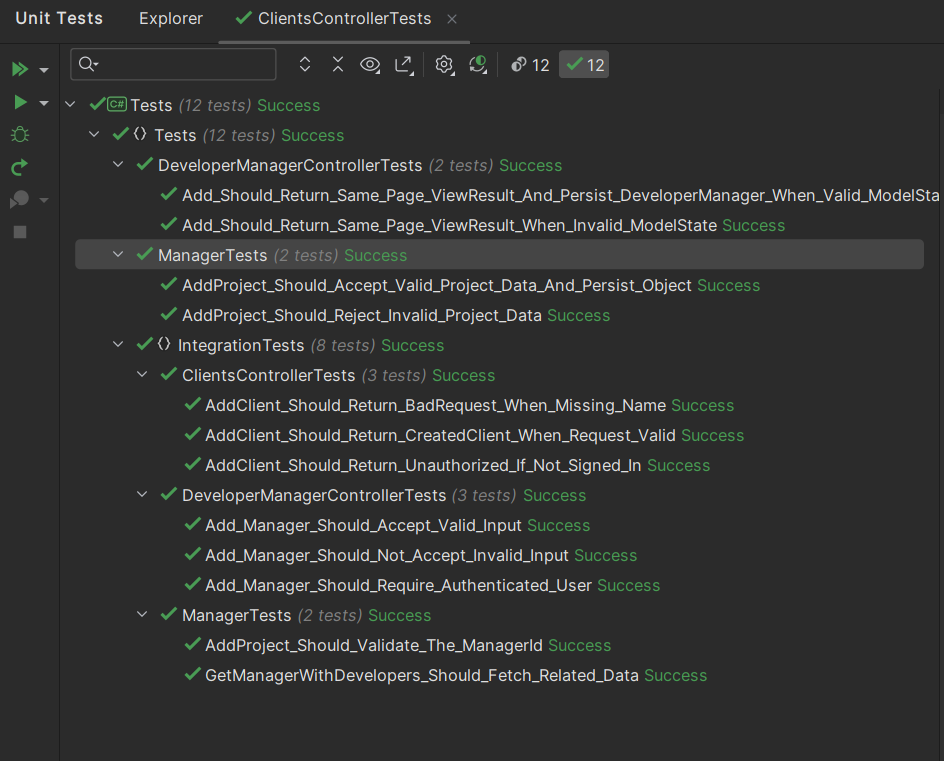 Unit Tests Explorer ClientsControllerTests
12 12
C# Tests (12 tests) Success
Tests (12 tests) Success
DeveloperManagerControllerTests (2 tests) Success
Add_Should_Return_Same_Page_ViewResult_And_Persist_DeveloperManager_When_Valid_ModelSta
Add_Should_Return_Same_Page_ViewResult_When_Invalid_ModelState Success
ManagerTests (2 tests) Success
AddProject_Should_Accept_Valid_Project_Data_And_Persist_Object Success
AddProject_Should_Reject_Invalid_Project_Data Success
IntegrationTests (8 tests) Success
ClientsControllerTests (3 tests) Success
AddClient_Should_Return_BadRequest_When_Missing_Name Success
AddClient_Should_Return_CreatedClient_When_Request_Valid Success
AddClient_Should_Return_Unauthorized_If_Not_Signed_In Success
DeveloperManagerControllerTests (3 tests) Success
Add_Manager_Should_Accept_Valid_Input Success
Add_Manager_Should_Not_Accept_Invalid_Input Success
Add_Manager_Should_Require_Authenticated_User Success
ManagerTests (2 tests) Success
AddProject_Should_Validate_The_ManagerId Success
GetManagerWithDevelopers_Should_Fetch_Related_Data Success